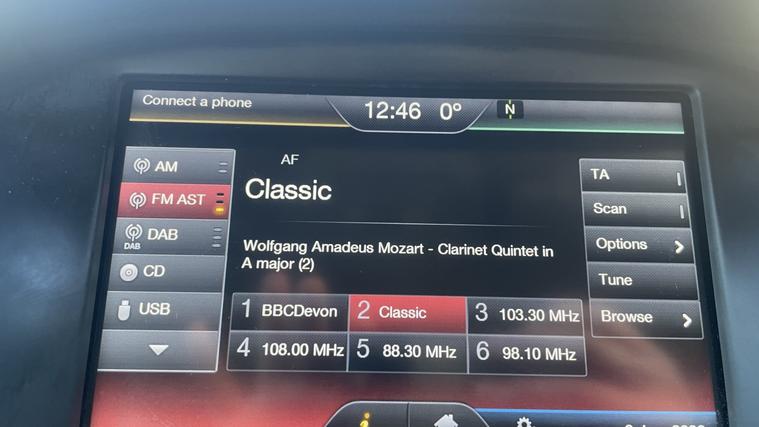 Connect a phone
12:46 0°
N
AM
FM AST
DAB
DAB
CD
USB
AF
Classic
Wolfgang Amadeus Mozart - Clarinet Quintet in
A major (2)
1 BBCDevon
2 Classic
3 103.30 MHz
4 108.00 MHz
5 88.30 MHz
6 98.10 MHz
TA
Scan
Options
Tune
Browse
i